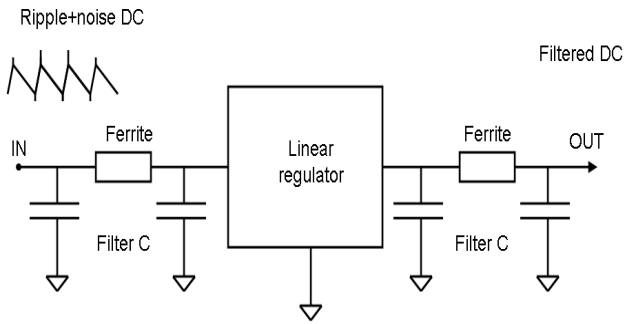 Ripple+noise DC
Filtered DC
IN
Ferrite
Linear
regulator
Ferrite
OUT
Filter C
Filter C